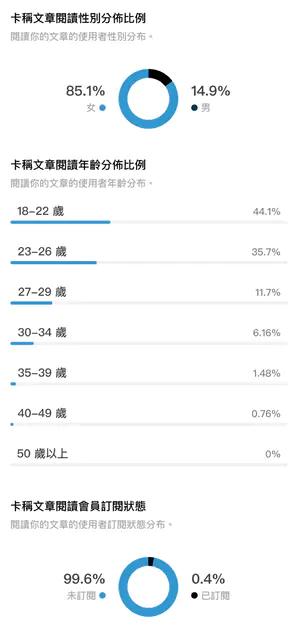 卡稱文章閱讀性別分佈比例
閱讀你的文章的使用者性別分布。
85.1%
女
14.9%
男
卡稱文章閱讀年齡分佈比例
閱讀你的文章的使用者年齡分布。
18–22 歲 44.1%
23–26 歲 35.7%
27–29 歲 11.7%
30–34 歲 6.16%
35–39 歲 1.48%
40–49 歲 0.76%
50 歲以上 0%
卡稱文章閱讀會員訂閱狀態
閱讀你的文章的使用者訂閱狀態分布。
99.6%
未訂閱
0.4%
已訂閱